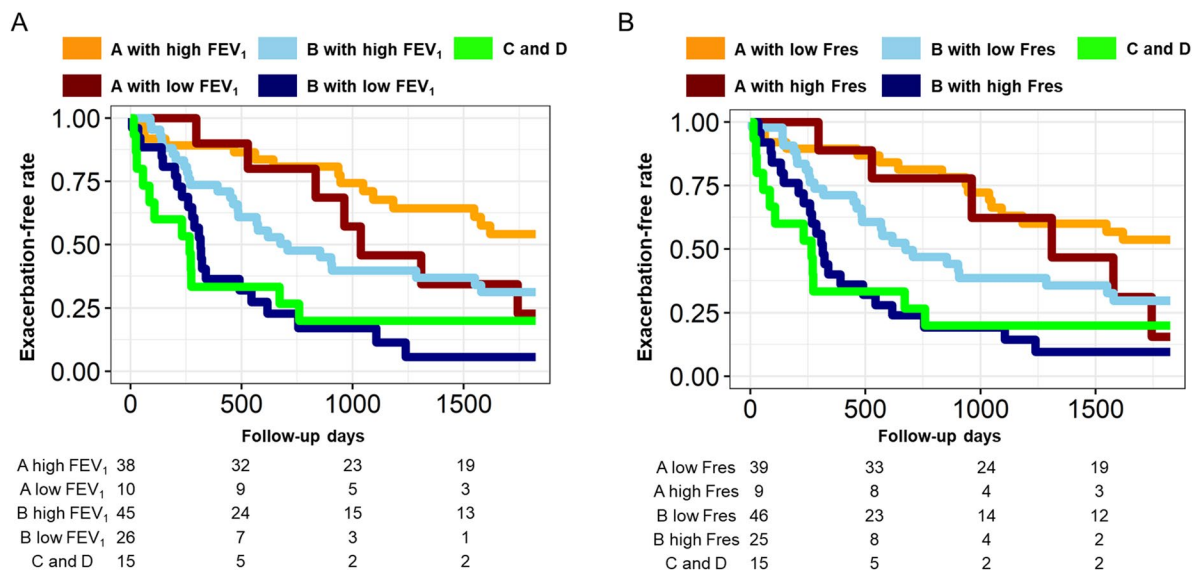 A
A with high FEV₁ B with high FEV₁ C and D
A with low FEV₁ B with low FEV₁
Exacerbation-free rate
1.00
0.75
0.50
0.25
0.00
0 500 1000 1500
Follow-up days
A high FEV₁ 38 32 23 19
A low FEV₁ 10 9 5 3
B high FEV₁ 45 24 15 13
B low FEV₁ 26 7 3 1
C and D 15 5 2 2
B
A with low Fres B with low Fres C and D
A with high Fres B with high Fres
Exacerbation-free rate
1.00
0.75
0.50
0.25
0.00
0 500 1000 1500
Follow-up days
A low Fres 39 33 24 19
A high Fres 9 8 4 3
B low Fres 46 23 14 12
B high Fres 25 8 4 2
C and D 15 5 2 2